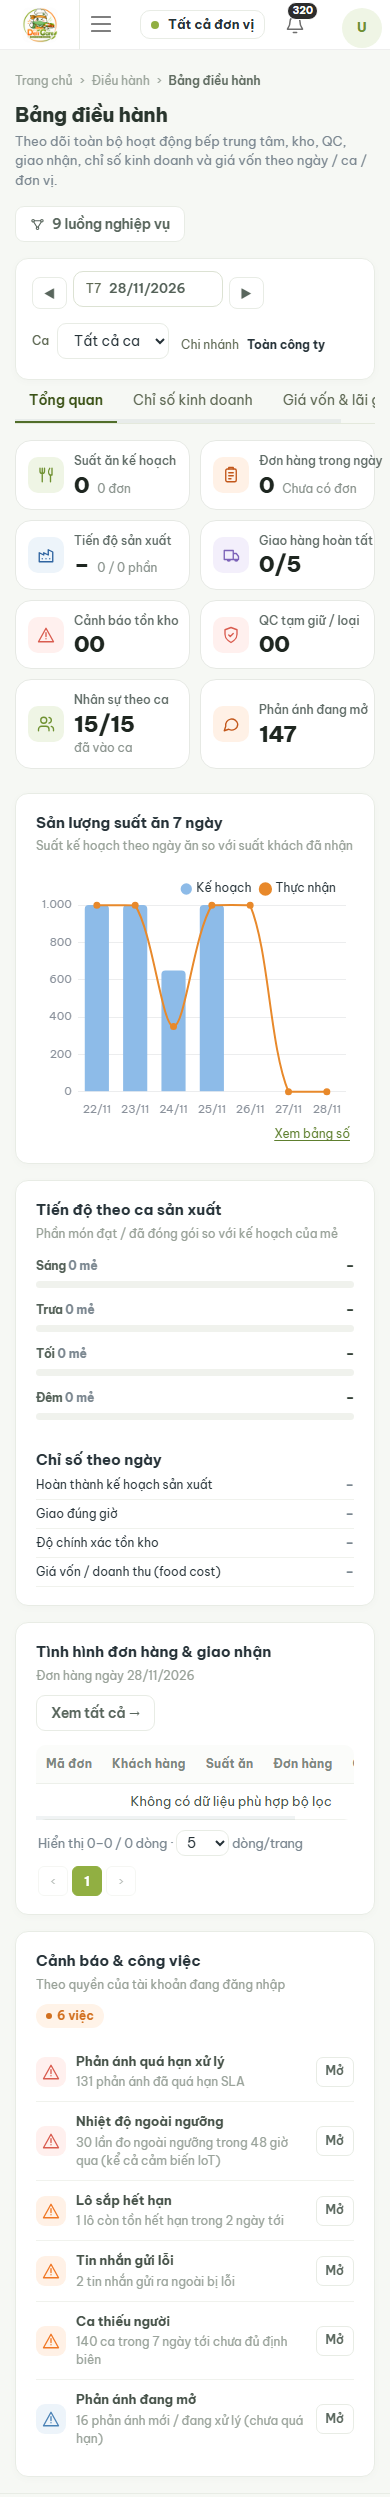 Tất cả đơn vị
320
U
Trang chủ › Điều hành › Bảng điều hành
Bảng điều hành
Theo dõi toàn bộ hoạt động bếp trung tâm, kho, QC,
giao nhận, chỉ số kinh doanh và giá vốn theo ngày / ca /
đơn vị.
9 luồng nghiệp vụ
◀ T7 28/11/2026 ▶
Ca Tất cả ca Chi nhánh Toàn công ty
Tổng quan Chỉ số kinh doanh Giá vốn & lãi g
Suất ăn kế hoạch
0 0 đơn
Đơn hàng trong ngày
0 Chưa có đơn
Tiến độ sản xuất
– 0 / 0 phần
Giao hàng hoàn tất
0/5
Cảnh báo tồn kho
00
QC tạm giữ / loại
00
Nhân sự theo ca
15/15
đã vào ca
Phản ánh đang mở
147
Sản lượng suất ăn 7 ngày
Suất kế hoạch theo ngày ăn so với suất khách đã nhận
Kế hoạch Thực nhận
1.000
800
600
400
200
0
22/11 23/11 24/11 25/11 26/11 27/11 28/11
Xem bảng số
Tiến độ theo ca sản xuất
Phần món đạt / đã đóng gói so với kế hoạch của mẻ
Sáng 0 mẻ –
Trưa 0 mẻ –
Tối 0 mẻ –
Đêm 0 mẻ –
Chỉ số theo ngày
Hoàn thành kế hoạch sản xuất –
Giao đúng giờ –
Độ chính xác tồn kho –
Giá vốn / doanh thu (food cost) –
Tình hình đơn hàng & giao nhận
Đơn hàng ngày 28/11/2026
Xem tất cả →
Mã đơn Khách hàng Suất ăn Đơn hàng
Không có dữ liệu phù hợp bộ lọc
Hiển thị 0–0 / 0 dòng · 5 dòng/trang
‹ 1 ›
Cảnh báo & công việc
Theo quyền của tài khoản đang đăng nhập
6 việc
Phản ánh quá hạn xử lý
131 phản ánh đã quá hạn SLA
Mở
Nhiệt độ ngoài ngưỡng
30 lần đo ngoài ngưỡng trong 48 giờ
qua (kể cả cảm biến IoT)
Mở
Lô sắp hết hạn
1 lô còn tồn hết hạn trong 2 ngày tới
Mở
Tin nhắn gửi lỗi
2 tin nhắn gửi ra ngoài bị lỗi
Mở
Ca thiếu người
140 ca trong 7 ngày tới chưa đủ định
biên
Mở
Phản ánh đang mở
16 phản ánh mới / đang xử lý (chưa quá
hạn)
Mở